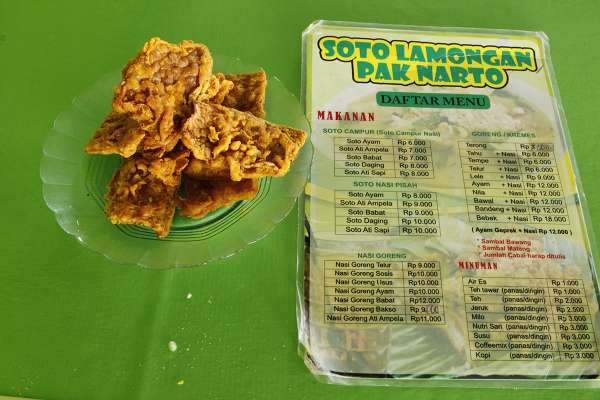 SOTO LAMONGAN
PAK NARTO
DAFTAR MENU
MAKANAN
SOTO CAMPUR (Soto Campur Nasi)
Soto Ayam Rp 6.000
Soto Ati Ampela Rp 7.000
Soto Babat Rp 7.000
Soto Daging Rp 8.000
Soto Ati Sapi Rp 8.000
SOTO NASI PISAH
Soto Ayam Rp 8.000
Soto Ati Ampela Rp 9.000
Soto Babat Rp 9.000
Soto Daging Rp 10.000
Soto Ati Sapi Rp 10.000
NASI GORENG
Nasi Goreng Telur Rp 9.000
Nasi Goreng Sosis Rp10.000
Nasi Goreng Usus Rp10.000
Nasi Goreng Ayam Rp10.000
Nasi Goreng Babat Rp12.000
Nasi Goreng Bakso Rp
Nasi Goreng Ati Ampela Rp11.000
GORENG / KREMES
Terong Rp
Tahu + Nasi Rp 6.000
Tempe + Nasi Rp 6.000
Telur + Nasi Rp 6.000
Lele + Nasi Rp 9.000
Ayam + Nasi Rp 12.000
Nila + Nasi Rp 12.000
Bawal + Nasi Rp 12.000
Bandeng + Nasi Rp 12.000
Bebek + Nasi Rp 18.000
( Ayam Geprek + Nasi Rp 12.000 )
* Sambal Bawang
* Sambal Mateng
* Jumlah Cabai harap ditulis
MINUMAN
Air Es Rp 1.000
Teh tawar (panas/dingin) Rp 1.000
Teh (panas/dingin) Rp 2.000
Jeruk (panas/dingin) Rp 2.500
Milo (panas/dingin) Rp 3.000
Nutri Sari (panas/dingin) Rp 3.000
Susu (panas/dingin) Rp 3.000
Coffeemix (panas/dingin) Rp 3.000
Kopi (panas/dingin) Rp 3.000